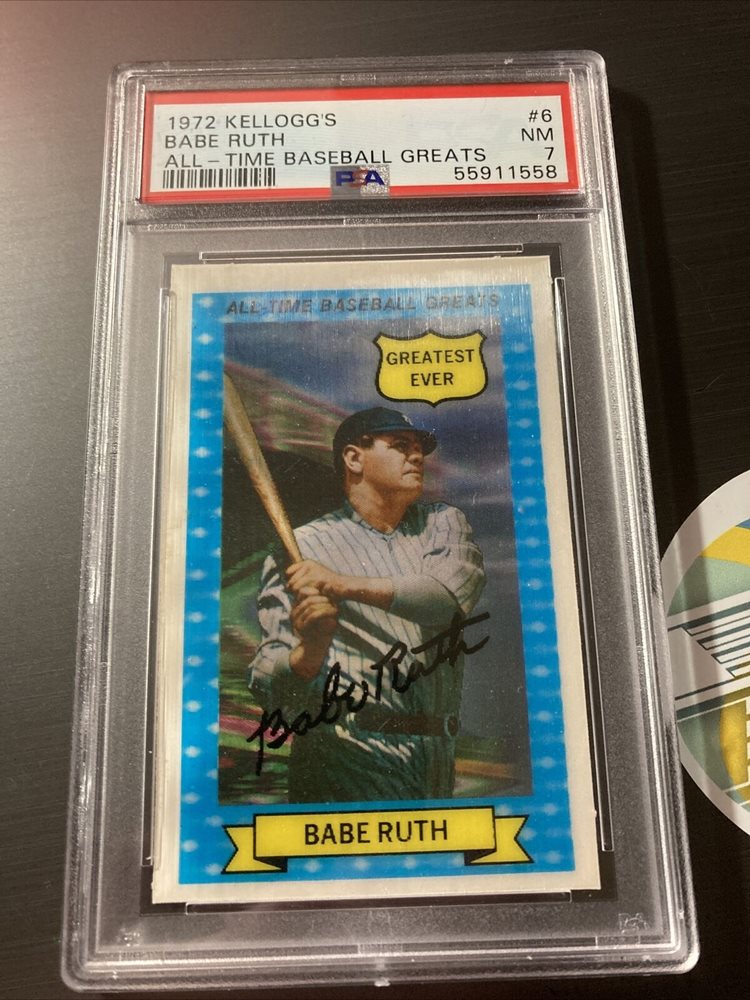 1972 KELLOGG'S #6
BABE RUTH NM
ALL-TIME BASEBALL GREATS 7
PSA 55911558
ALL-TIME BASEBALL GREATS
GREATEST
EVER
Babe Ruth
BABE RUTH